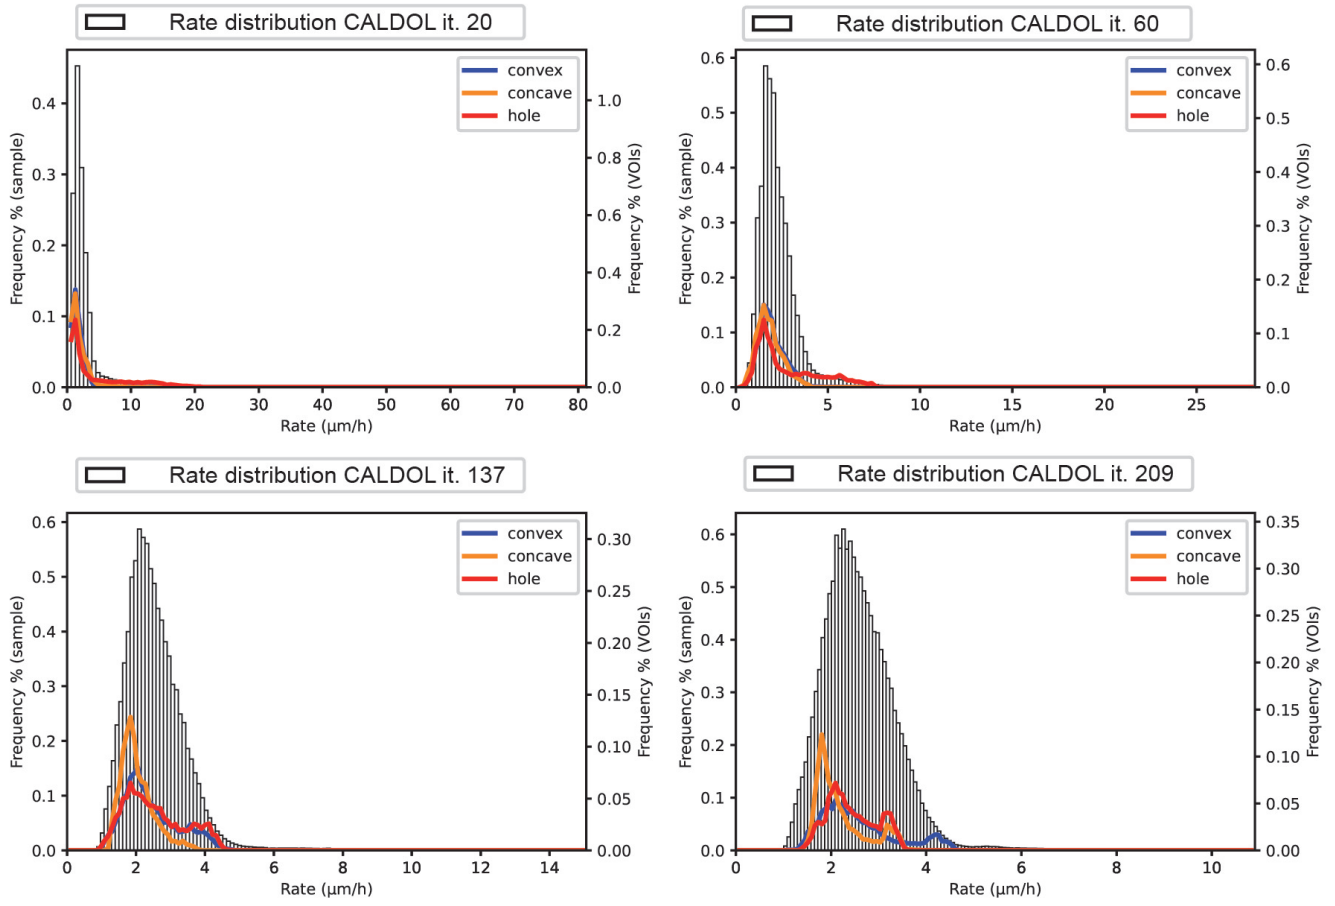 Rate distribution CALDOL it. 20
convex
concave
hole
Frequency % (sample)
0.4
0.3
0.2
0.1
0.0
1.0
0.8
0.6
0.4
0.2
0.0
Frequency % (VOIs)
0 10 20 30 40 50 60 70 80
Rate (μm/h)
Rate distribution CALDOL it. 60
convex
concave
hole
Frequency % (sample)
0.6
0.5
0.4
0.3
0.2
0.1
0.0
0.6
0.5
0.4
0.3
0.2
0.1
0.0
Frequency % (VOIs)
0 5 10 15 20 25
Rate (μm/h)
Rate distribution CALDOL it. 137
convex
concave
hole
Frequency % (sample)
0.6
0.5
0.4
0.3
0.2
0.1
0.0
0.30
0.25
0.20
0.15
0.10
0.05
0.00
Frequency % (VOIs)
0 2 4 6 8 10 12 14
Rate (μm/h)
Rate distribution CALDOL it. 209
convex
concave
hole
Frequency % (sample)
0.6
0.5
0.4
0.3
0.2
0.1
0.0
0.35
0.30
0.25
0.20
0.15
0.10
0.05
0.00
Frequency % (VOIs)
0 2 4 6 8 10
Rate (μm/h)